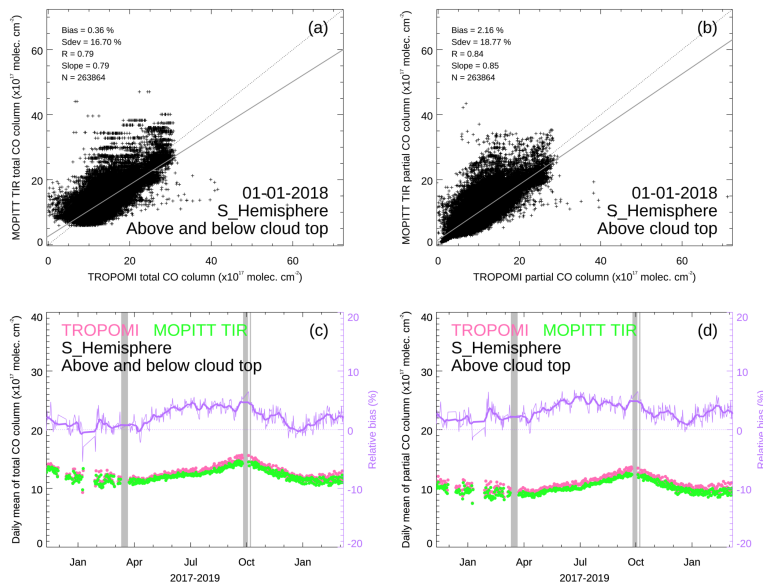 (a)
Bias = 0.36 %
Sdev = 16.70 %
R = 0.79
Slope = 0.79
N = 263864
01-01-2018
S_Hemisphere
Above and below cloud top
MOPITT TIR total CO column (x10¹⁷ molec. cm⁻²)
60
40
20
0
0 20 40 60
TROPOMI total CO column (x10¹⁷ molec. cm⁻²)
(b)
Bias = 2.16 %
Sdev = 18.77 %
R = 0.84
Slope = 0.85
N = 263864
01-01-2018
S_Hemisphere
Above cloud top
MOPITT TIR partial CO column (x10¹⁷ molec. cm⁻²)
60
40
20
0
0 20 40 60
TROPOMI partial CO column (x10¹⁷ molec. cm⁻²)
(c)
TROPOMI MOPITT TIR
S_Hemisphere
Above and below cloud top
Daily mean of total CO column (x10¹⁷ molec. cm⁻²)
40
30
20
10
0
Relative bias (%)
20
10
0
-10
-20
Jan Apr Jul Oct Jan
2017-2019
(d)
TROPOMI MOPITT TIR
S_Hemisphere
Above cloud top
Daily mean of partial CO column (x10¹⁷ molec. cm⁻²)
40
30
20
10
0
Relative bias (%)
20
10
0
-10
-20
Jan Apr Jul Oct Jan
2017-2019